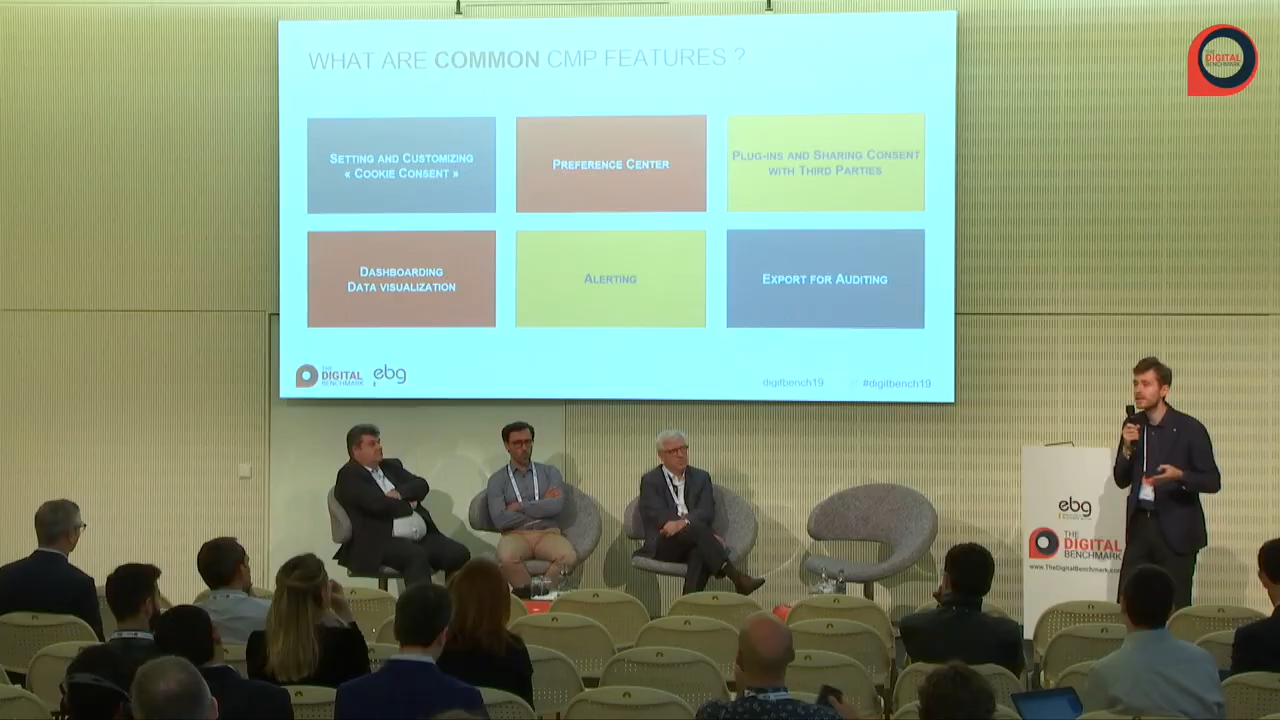 WHAT ARE COMMON CMP FEATURES ?
SETTING AND CUSTOMIZING
« COOKIE CONSENT »
PREFERENCE CENTER
PLUG-INS AND SHARING CONSENT
WITH THIRD PARTIES
DASHBOARDING
DATA VISUALIZATION
ALERTING
EXPORT FOR AUDITING
THE
DIGITAL
BENCHMARK
ebg
digitbench19
#digitbench19
THE
DIGITAL
BENCHMARK
ebg
THE
DIGITAL
BENCHMARK
www.TheDigitalBenchmark.com